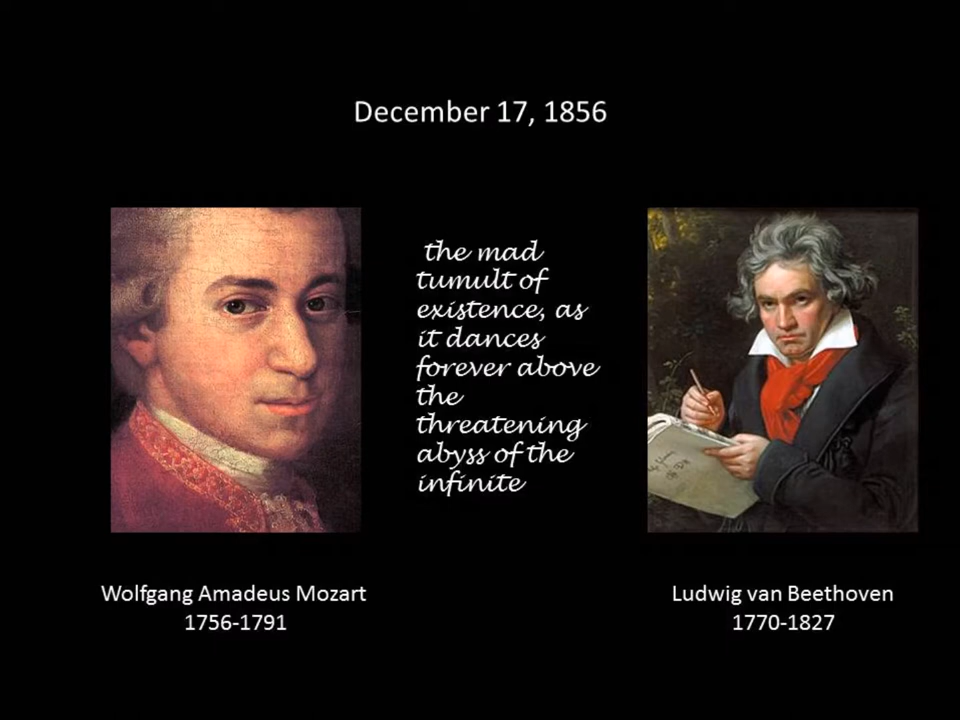 December 17, 1856
the mad
tumult of
existence, as
it dances
forever above
the
threatening
abyss of the
infinite
Wolfgang Amadeus Mozart
1756-1791
Ludwig van Beethoven
1770-1827